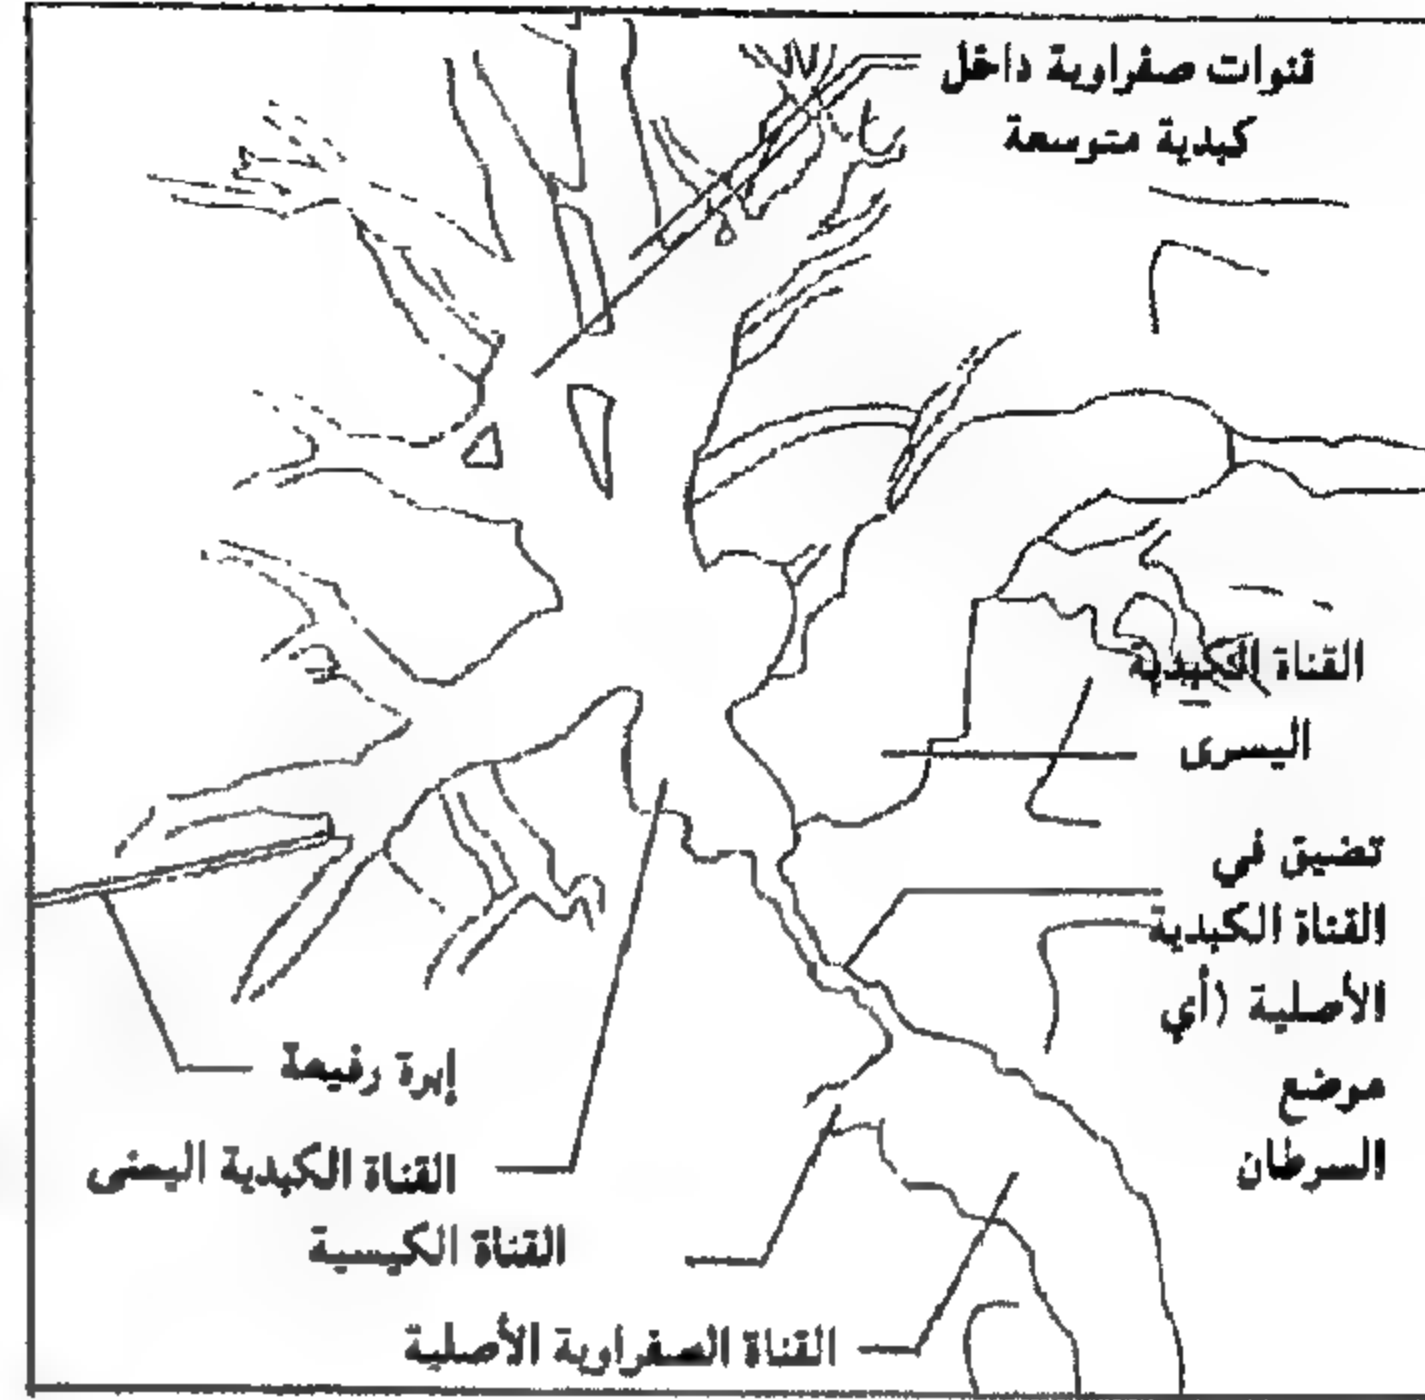 قنوات صفراوية داخل
كبدية متوسعة
القناة الكبدية
اليسرى
تضيق في
القناة الكبدية
الأصلية (أي
موضع
السرطان
إبرة رفيعة
القناة الكبدية اليمنى
القناة الكيسية
القناة الصفراوية الأصلية